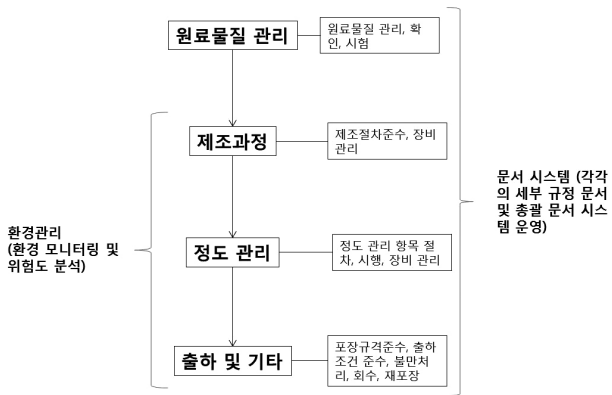 원료물질 관리
원료물질 관리, 확
인, 시험
제조과정
제조절차준수, 장비
관리
문서 시스템 (각각
의 세부 규정 문서
및 총괄 문서 시스
템 운영)
환경관리
(환경 모니터링 및
위험도 분석)
정도 관리
정도 관리 항목 절
차, 시행, 장비 관리
출하 및 기타
포장규격준수, 출하
조건 준수, 불만처
리, 회수, 재포장